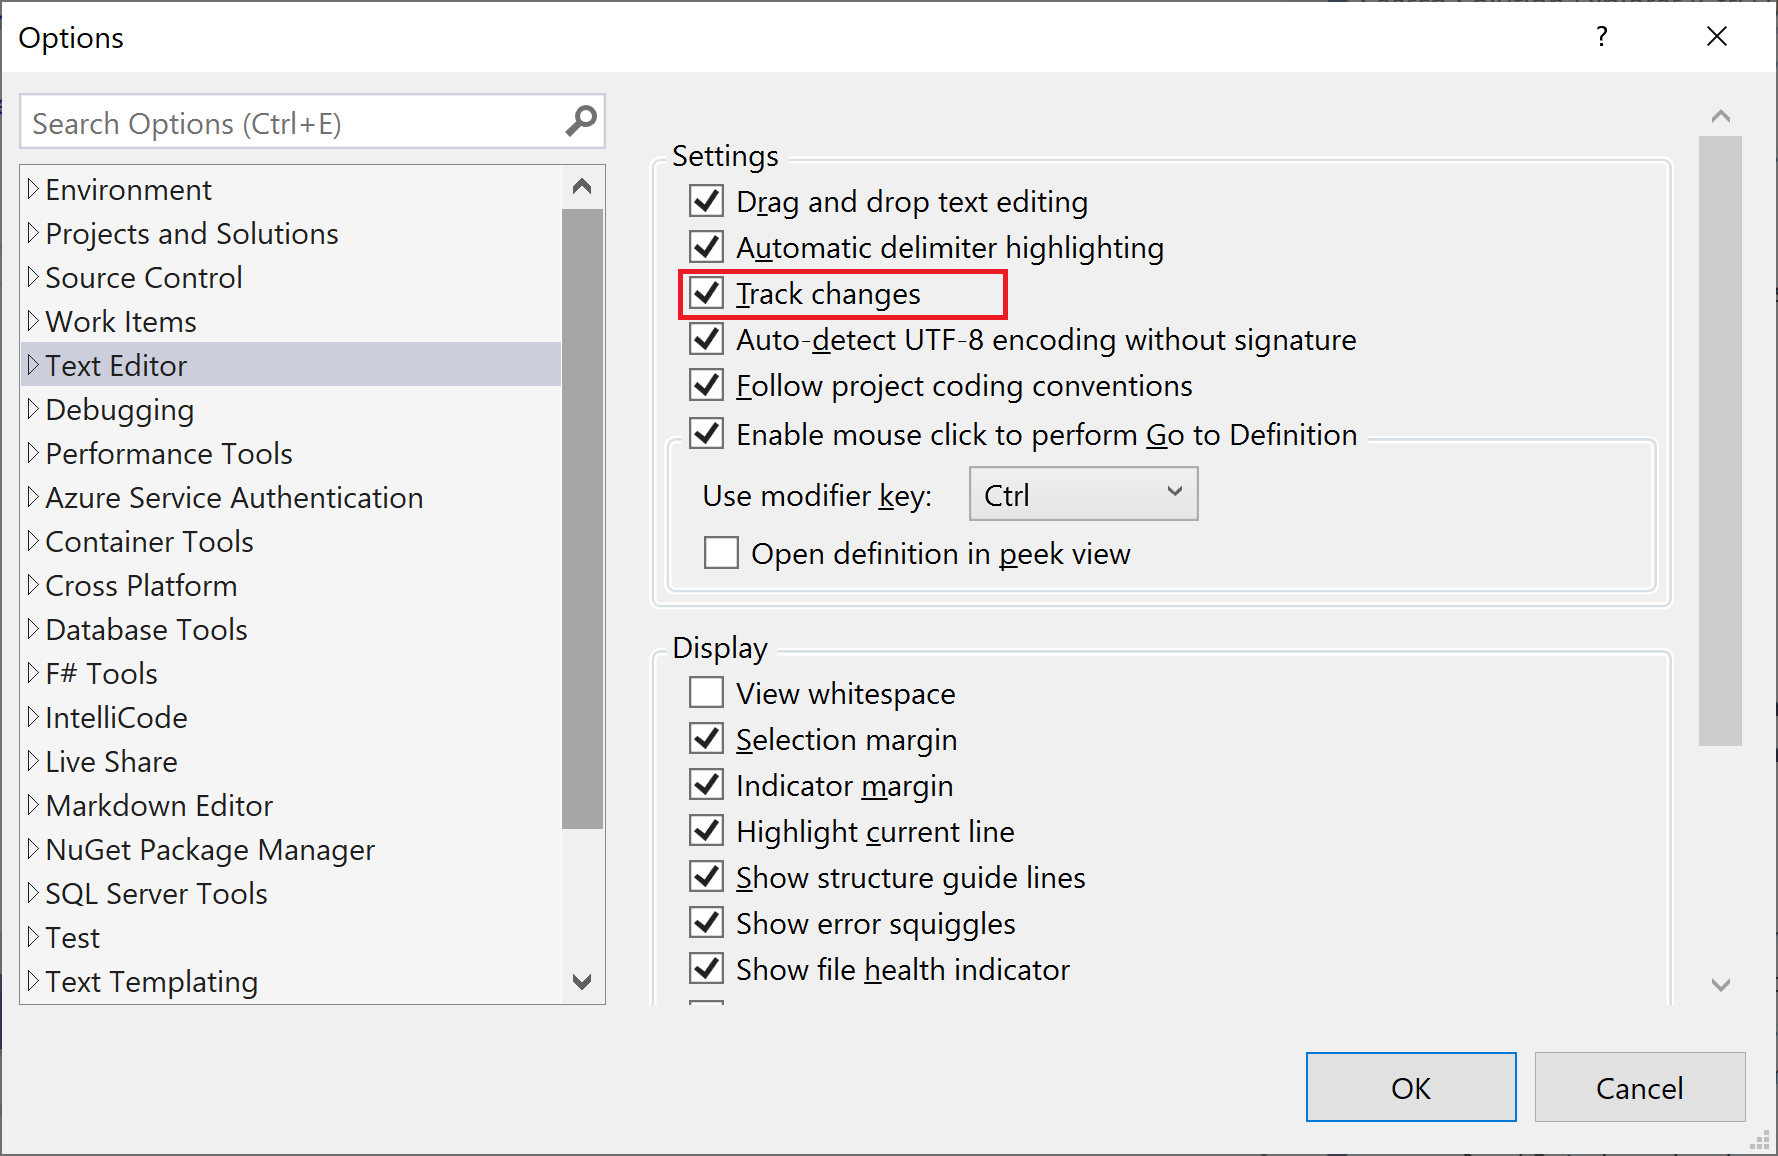 Options
?
Search Options (Ctrl+E)
Environment
Projects and Solutions
Source Control
Work Items
Text Editor
Debugging
Performance Tools
Azure Service Authentication
Container Tools
Cross Platform
Database Tools
F# Tools
IntelliCode
Live Share
Markdown Editor
NuGet Package Manager
SQL Server Tools
Test
Text Templating
Settings
Drag and drop text editing
Automatic delimiter highlighting
Track changes
Auto-detect UTF-8 encoding without signature
Follow project coding conventions
Enable mouse click to perform Go to Definition
Use modifier key: Ctrl
Open definition in peek view
Display
View whitespace
Selection margin
Indicator margin
Highlight current line
Show structure guide lines
Show error squiggles
Show file health indicator
OK
Cancel